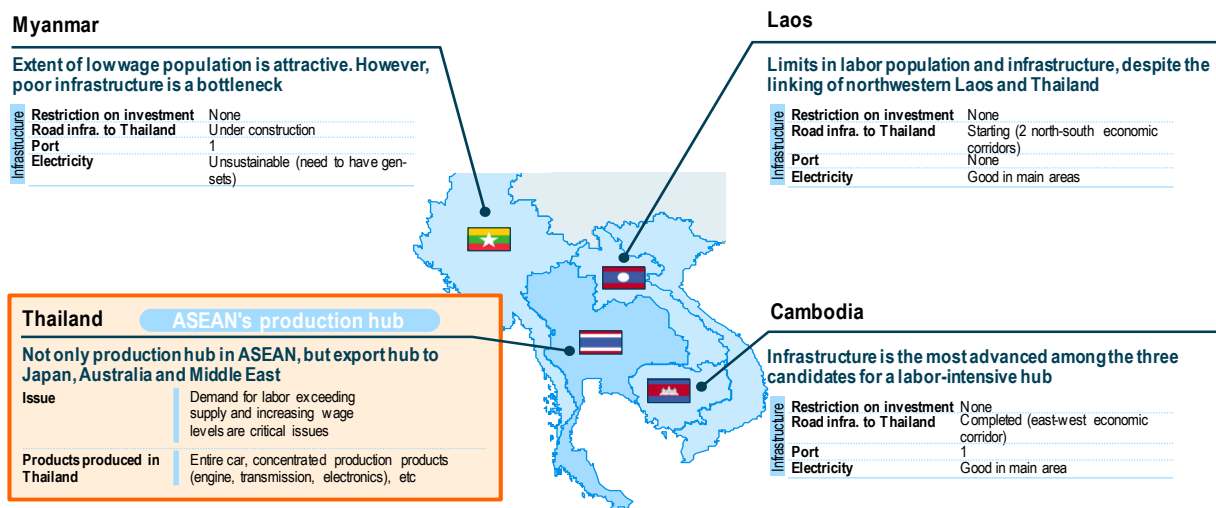 Myanmar
Extent of low wage population is attractive. However,
poor infrastructure is a bottleneck
Infrastructure
Restriction on investment None
Road infra. to Thailand Under construction
Port 1
Electricity Unsustainable (need to have gen-
sets)
Laos
Limits in labor population and infrastructure, despite the
linking of northwestern Laos and Thailand
Infrastructure
Restriction on investment None
Road infra. to Thailand Starting (2 north-south economic
corridors)
Port None
Electricity Good in main areas
Thailand ASEAN's production hub
Not only production hub in ASEAN, but export hub to
Japan, Australia and Middle East
Issue Demand for labor exceeding
supply and increasing wage
levels are critical issues
Products produced in Entire car, concentrated production products
Thailand (engine, transmission, electronics), etc
Cambodia
Infrastructure is the most advanced among the three
candidates for a labor-intensive hub
Infrastructure
Restriction on investment None
Road infra. to Thailand Completed (east-west economic
corridor)
Port 1
Electricity Good in main area